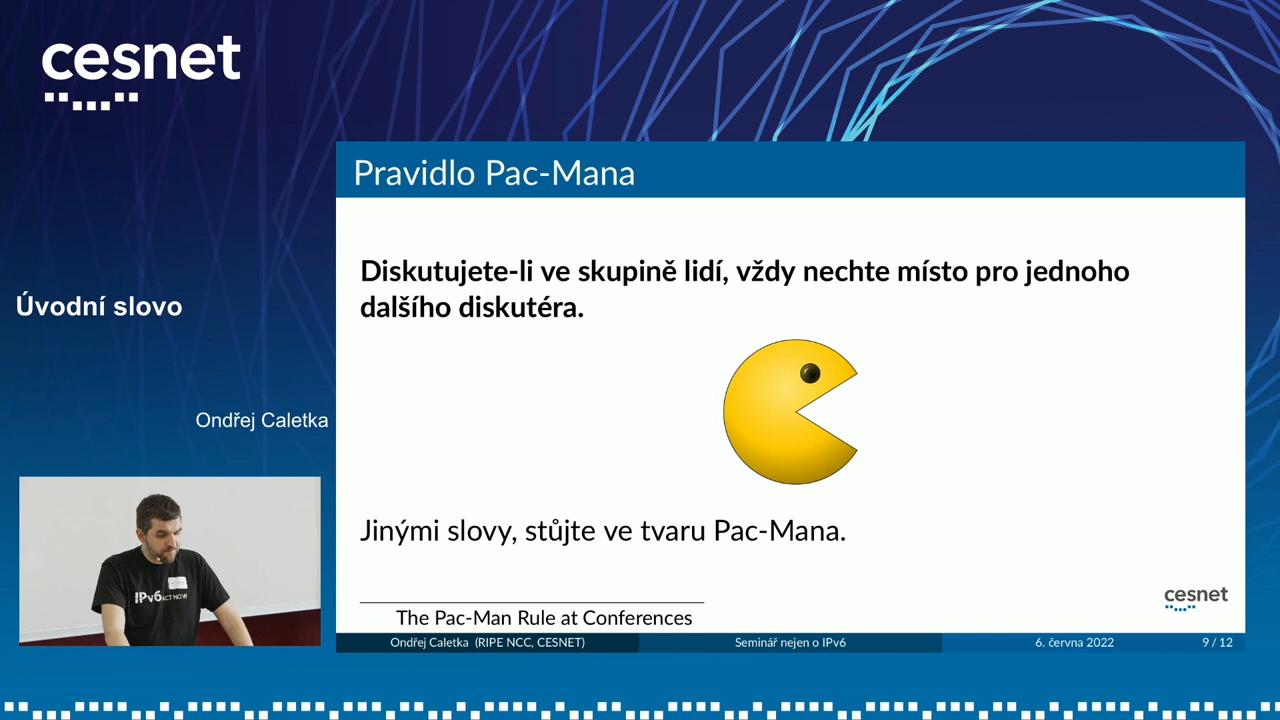 cesnet
Pravidlo Pac-Mana
Diskutujete-li ve skupině lidí, vždy nechte místo pro jednoho
dalšího diskutéra.
Úvodní slovo
Ondřej Caletka
Jinými slovy, stůjte ve tvaru Pac-Mana.
IPv6 ACT NOW
cesnet
The Pac-Man Rule at Conferences
Ondřej Caletka (RIPE NCC, CESNET) Seminář nejen o IPv6 6. června 2022 9 / 12